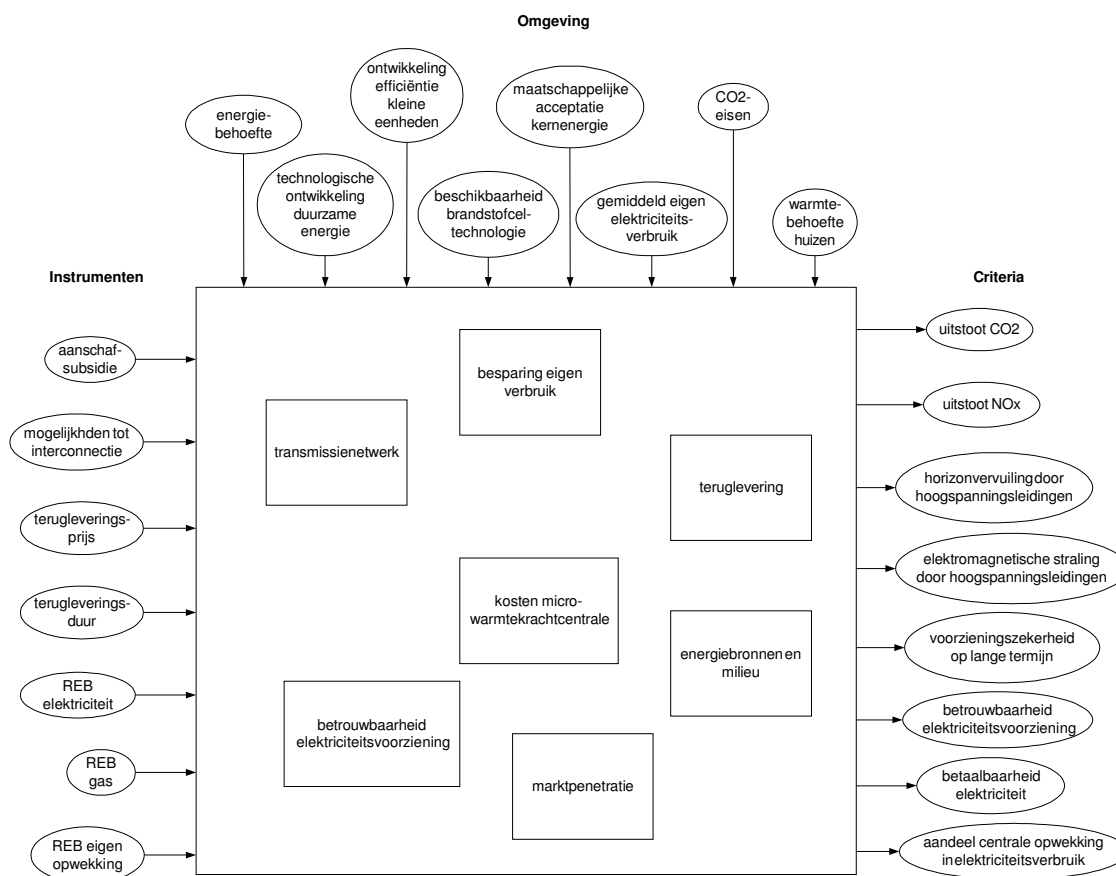 Omgeving
ontwikkeling
efficiëntie
kleine
eenheden
maatschappelijke
acceptatie
kernenergie
CO2-
eisen
energie-
behoefte
technologische
ontwikkeling
duurzame
energie
beschikbaarheid
brandstofcel-
technologie
gemiddeld eigen
elektriciteits-
verbruik
warmte-
behoefte
huizen
Instrumenten
aanschaf-
subsidie
mogelijkhden tot
interconnectie
terugleverings-
prijs
terugleverings-
duur
REB
elektriciteit
REB
gas
REB eigen
opwekking
besparing eigen
verbruik
transmissienetwerk
teruglevering
kosten micro-
warmtekrachtcentrale
energiebronnen en
milieu
betrouwbaarheid
elektriciteitsvoorziening
marktpenetratie
Criteria
uitstoot CO2
uitstoot NOx
horizonvervuiling door
hoogspanningsleidingen
elektromagnetische straling
door hoogspanningsleidingen
voorzieningszekerheid
op lange termijn
betrouwbaarheid
elektriciteitsvoorziening
betaalbaarheid
elektriciteit
aandeel centrale opwekking
in elektriciteitsverbruik